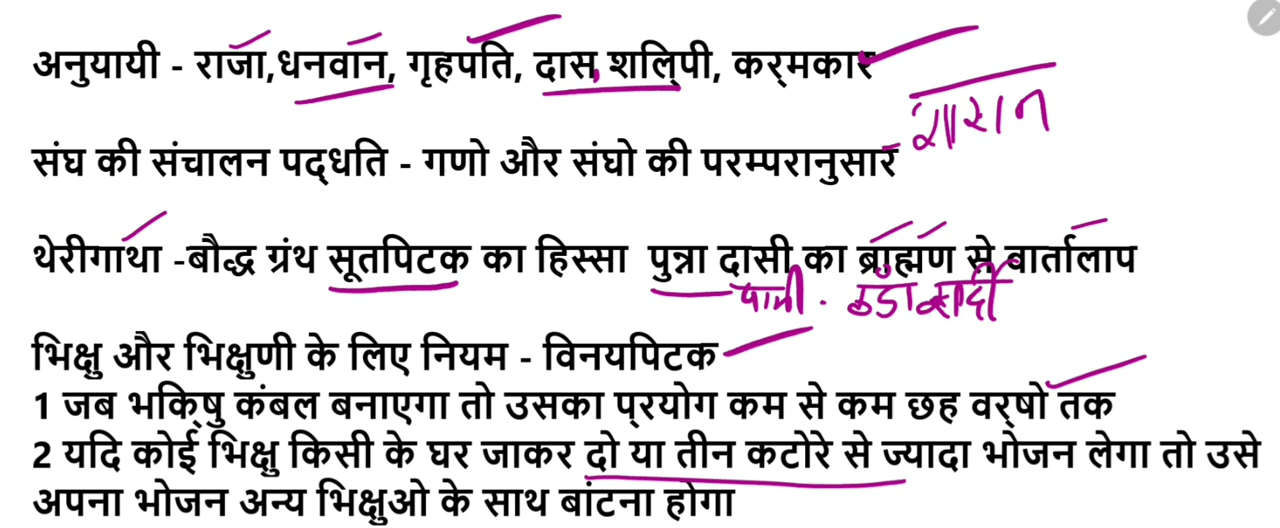 अनुयायी - राजा,धनवान, गृहपति, दास, शलि्पी, कर्मकार
शासन
संघ की संचालन पद्धति - गणो और संघो की परम्परानुसार
थेरीगाथा -बौद्ध ग्रंथ सूतपिटक का हिस्सा पुन्ना दासी का ब्राह्मण से वार्तालाप
पानी . ठंडा सर्दी
भिक्षु और भिक्षुणी के लिए नियम - विनयपिटक
1 जब भकि्षु कंबल बनाएगा तो उसका प्रयोग कम से कम छह वर्षो तक
2 यदि कोई भिक्षु किसी के घर जाकर दो या तीन कटोरे से ज्यादा भोजन लेगा तो उसे
अपना भोजन अन्य भिक्षुओ के साथ बांटना होगा